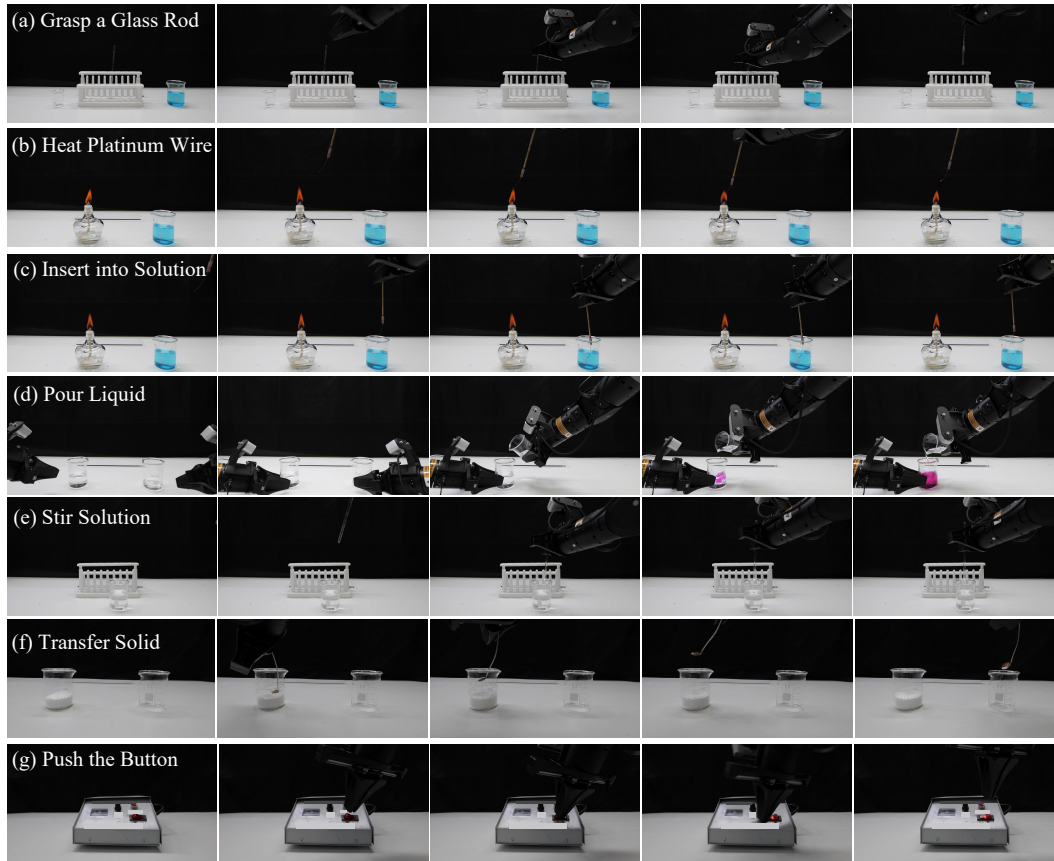 (a) Grasp a Glass Rod
(b) Heat Platinum Wire
(c) Insert into Solution
(d) Pour Liquid
(e) Stir Solution
(f) Transfer Solid
(g) Push the Button